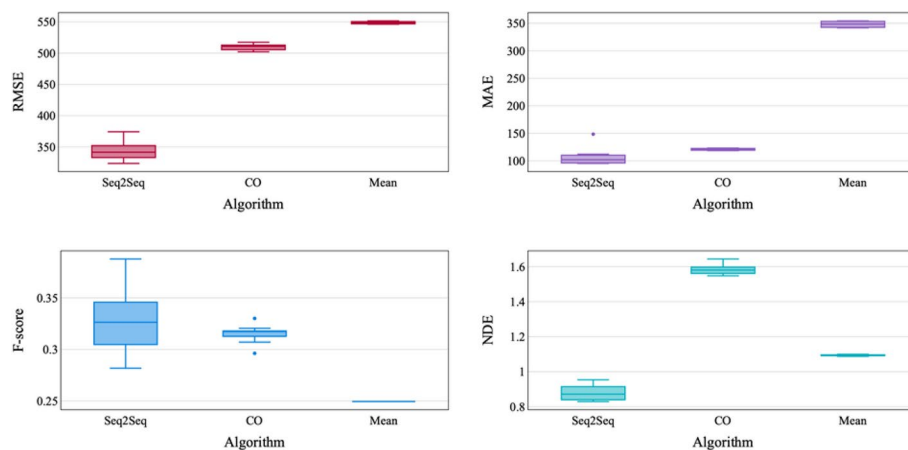 RMSE
550
500
450
400
350
Seq2Seq
CO
Mean
Algorithm
MAE
350
300
250
200
150
100
Seq2Seq
CO
Mean
Algorithm
F-score
0.35
0.3
0.25
Seq2Seq
CO
Mean
Algorithm
NDE
1.6
1.4
1.2
1
0.8
Seq2Seq
CO
Mean
Algorithm